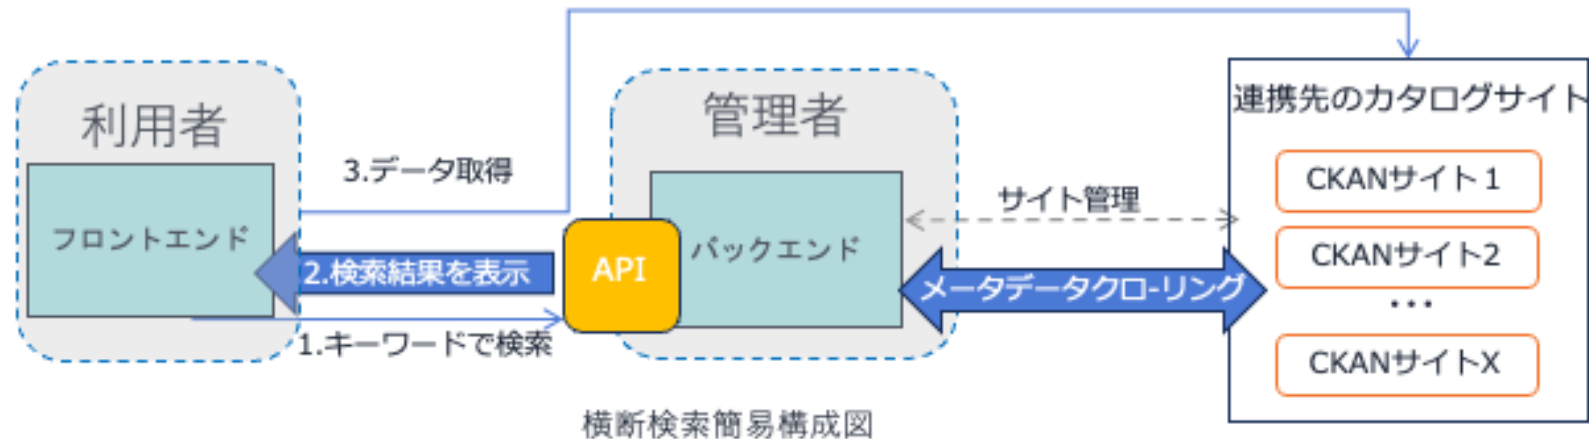 利用者
フロントエンド
3.データ取得
2.検索結果を表示
1.キーワードで検索
管理者
API
バックエンド
サイト管理
メータデータクロ-リング
連携先のカタログサイト
CKANサイト1
CKANサイト2
...
CKANサイトX
横断検索簡易構成図